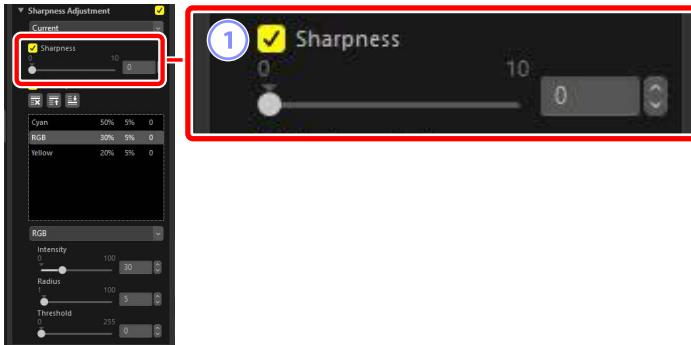 Sharpness Adjustment
Current
Sharpness
0 10
0
Cyan 50% 5% 0
RGB 30% 5% 0
Yellow 20% 5% 0
RGB
Intensity
0 100
30
Radius
1 100
5
Threshold
0 255
0
1 Sharpness
0 10
0